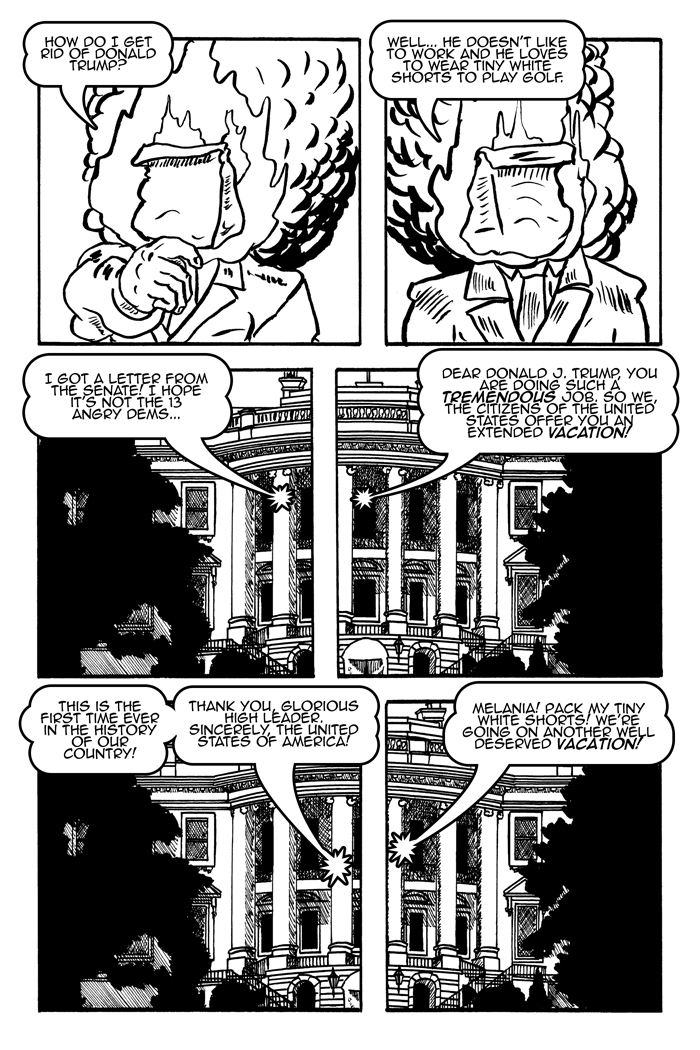 HOW DO I GET
RID OF DONALD
TRUMP?
WELL... HE DOESN'T LIKE
TO WORK AND HE LOVES
TO WEAR TINY WHITE
SHORTS TO PLAY GOLF.
I GOT A LETTER FROM
THE SENATE! I HOPE
IT'S NOT THE 13
ANGRY DEMS...
DEAR DONALD J. TRUMP, YOU
ARE DOING SUCH A
TREMENDOUS JOB. SO WE,
THE CITIZENS OF THE UNITED
STATES OFFER YOU AN
EXTENDED VACATION!
THIS IS THE
FIRST TIME EVER
IN THE HISTORY
OF OUR
COUNTRY!
THANK YOU, GLORIOUS
HIGH LEADER.
SINCERELY, THE UNITED
STATES OF AMERICA!
MELANIA! PACK MY TINY
WHITE SHORTS! WE'RE
GOING ON ANOTHER WELL
DESERVED VACATION!